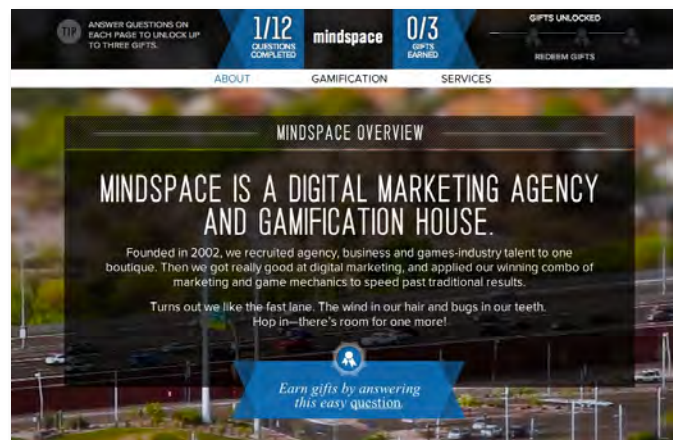 TIP
ANSWER QUESTIONS ON
EACH PAGE TO UNLOCK UP
TO THREE GIFTS.
1/12
QUESTIONS
COMPLETED
mindspace
0/3
GIFTS
EARNED
GIFTS UNLOCKED
REDEEM GIFTS
ABOUT GAMIFICATION SERVICES
MINDSPACE OVERVIEW
MINDSPACE IS A DIGITAL MARKETING AGENCY
AND GAMIFICATION HOUSE.
Founded in 2002, we recruited agency, business and games-industry talent to one
boutique. Then we got really good at digital marketing, and applied our winning combo of
marketing and game mechanics to speed past traditional results.
Turns out we like the fast lane. The wind in our hair and bugs in our teeth.
Hop in—there's room for one more!
Earn gifts by answering
this easy question.